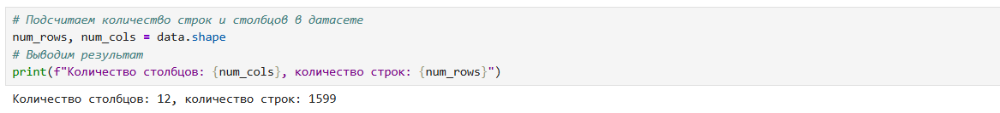 # Подсчитаем количество строк и столбцов в датасете
num_rows, num_cols = data.shape
# Выводим результат
print(f"Количество столбцов: {num_cols}, количество строк: {num_rows}")
Количество столбцов: 12, количество строк: 1599